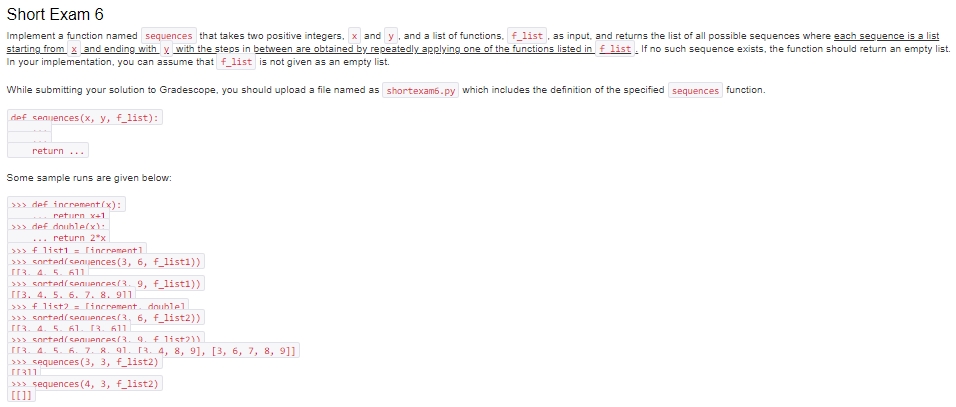 Short Exam 6
Implement a function named sequences that takes two positive integers, x and y , and a list of functions, f_list , as input, and returns the list of all possible sequences where each sequence is a list
starting from x and ending with y with the steps in between are obtained by repeatedly applying one of the functions listed in f_list . If no such sequence exists, the function should return an empty list.
In your implementation, you can assume that f_list is not given as an empty list.
While submitting your solution to Gradescope, you should upload a file named as shortexam6.py which includes the definition of the specified sequences function.
def sequences(x, y, f_list):
...
...
return ...
Some sample runs are given below:
>>> def increment(x):
... return x+1
>>> def double(x):
... return 2*x
>>> f_list1 = [increment]
>>> sorted(sequences(3, 6, f_list1))
[[3, 4, 5, 6]]
>>> sorted(sequences(3, 9, f_list1))
[[3, 4, 5, 6, 7, 8, 9]]
>>> f_list2 = [increment, double]
>>> sorted(sequences(3, 6, f_list2))
[[3, 4, 5, 6], [3, 6]]
>>> sorted(sequences(3, 9, f_list2))
[[3, 4, 5, 6, 7, 8, 9], [3, 4, 8, 9], [3, 6, 7, 8, 9]]
>>> sequences(3, 3, f_list2)
[[3]]
>>> sequences(4, 3, f_list2)
[[]]